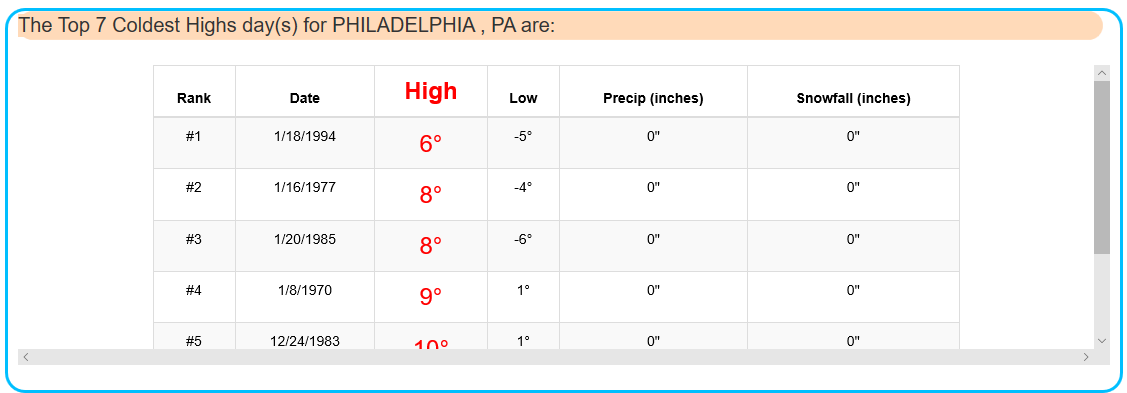 The Top 7 Coldest Highs day(s) for PHILADELPHIA , PA are:
Rank Date High Low Precip (inches) Snowfall (inches)
#1 1/18/1994 6° -5° 0" 0"
#2 1/16/1977 8° -4° 0" 0"
#3 1/20/1985 8° -6° 0" 0"
#4 1/8/1970 9° 1° 0" 0"
#5 12/24/1983 10° 1° 0" 0"